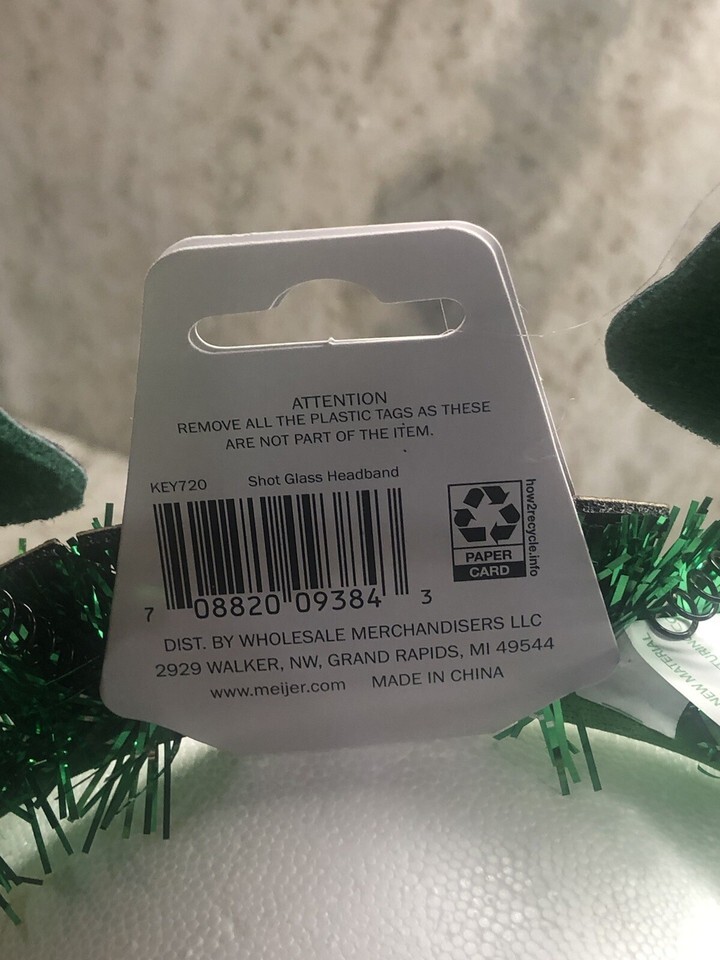 ATTENTION
REMOVE ALL THE PLASTIC TAGS AS THESE
ARE NOT PART OF THE ITEM.
KEY720 Shot Glass Headband
7 08820 09384 3
PAPER
CARD
how2recycle.info
DIST. BY WHOLESALE MERCHANDISERS LLC
2929 WALKER, NW, GRAND RAPIDS, MI 49544
www.meijer.com MADE IN CHINA
NEW MATERIAL